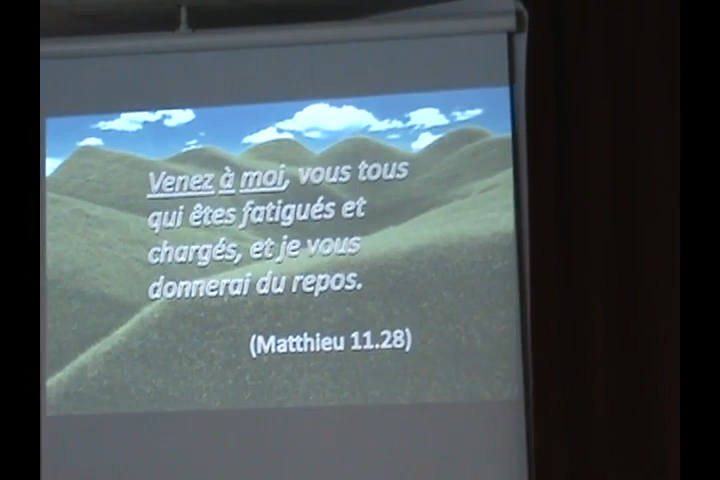 Venez à moi, vous tous
qui êtes fatigués et
chargés, et je vous
donnerai du repos.
(Matthieu 11.28)